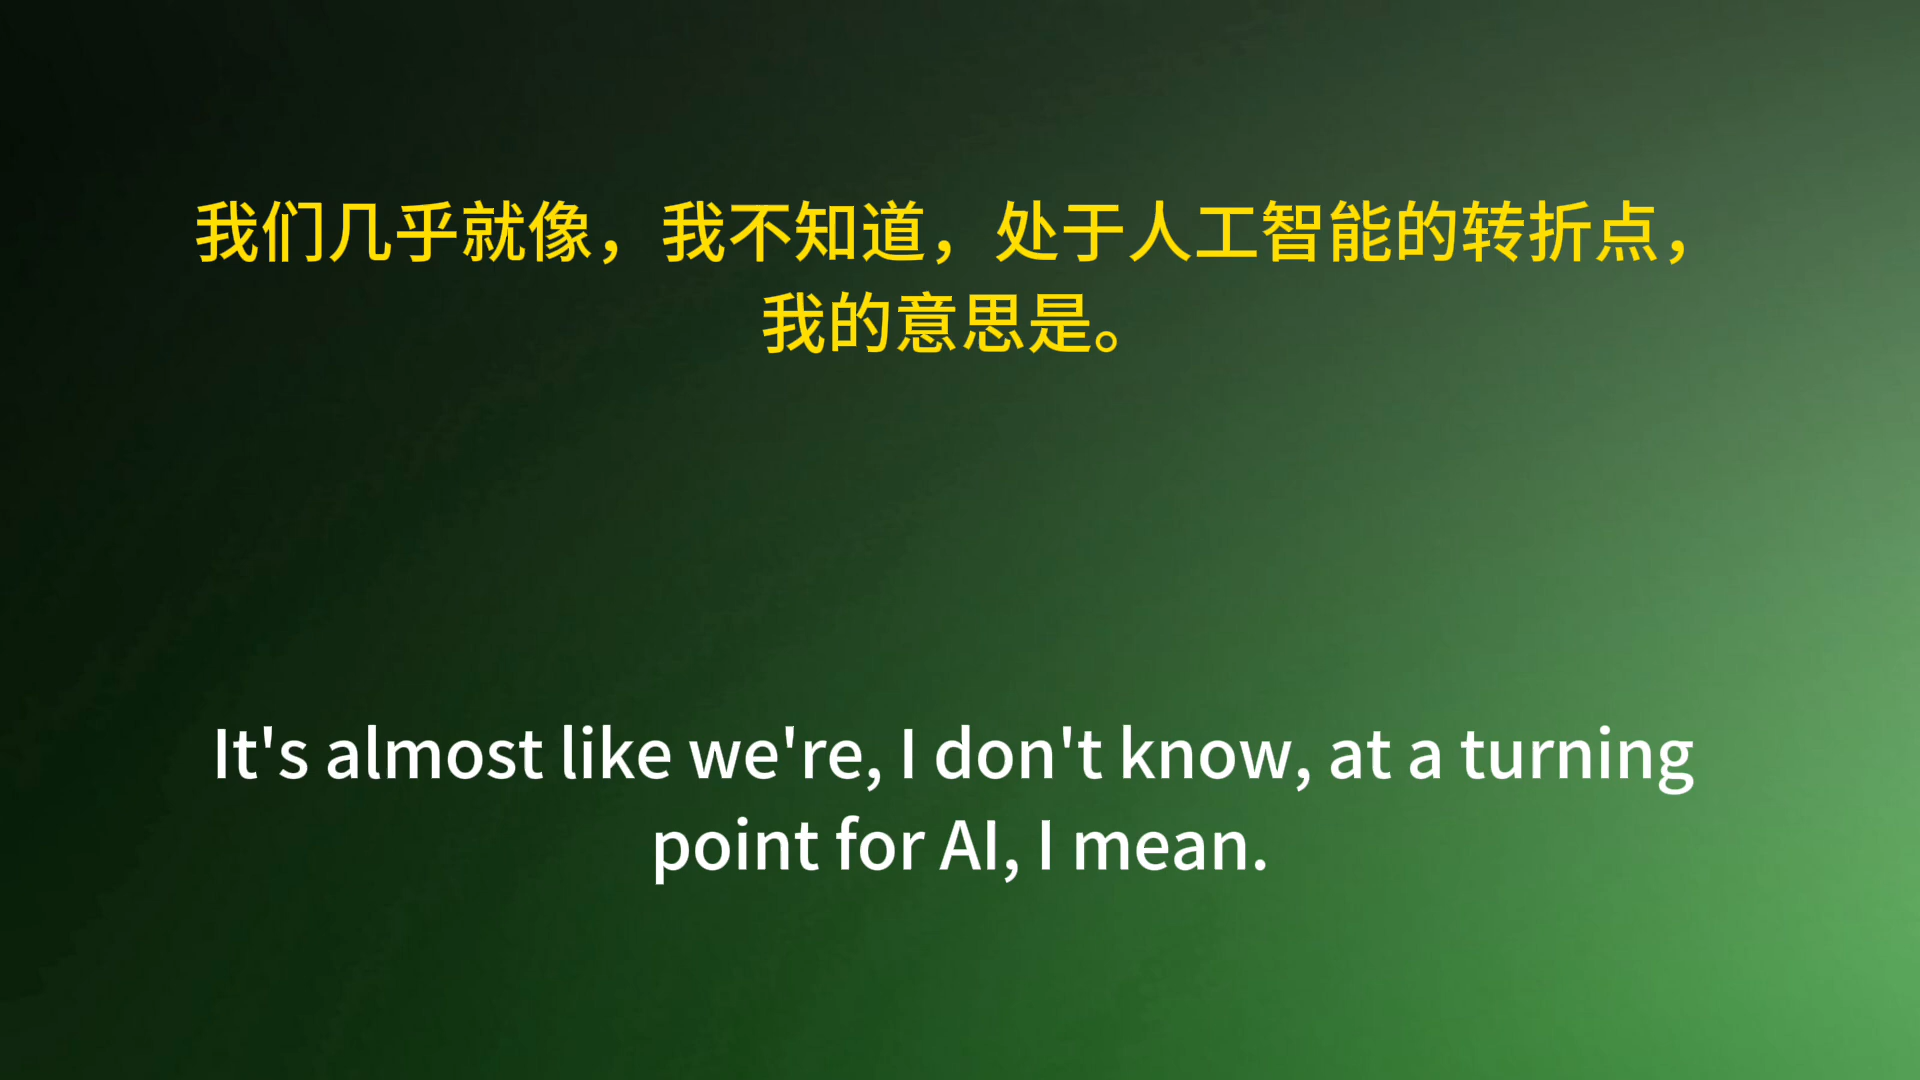 我们几乎就像，我不知道，处于人工智能的转折点，
我的意思是。
It's almost like we're, I don't know, at a turning
point for AI, I mean.